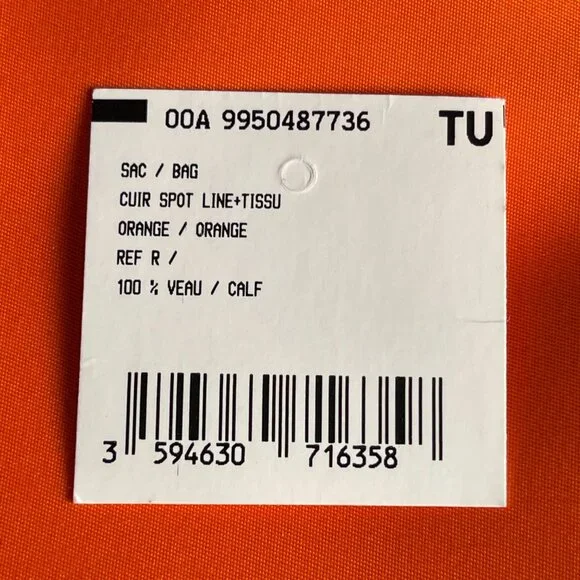 00A 9950487736 TU
SAC / BAG
CUIR SPOT LINE+TISSU
ORANGE / ORANGE
REF R /
100 % VEAU / CALF
3 594630 716358